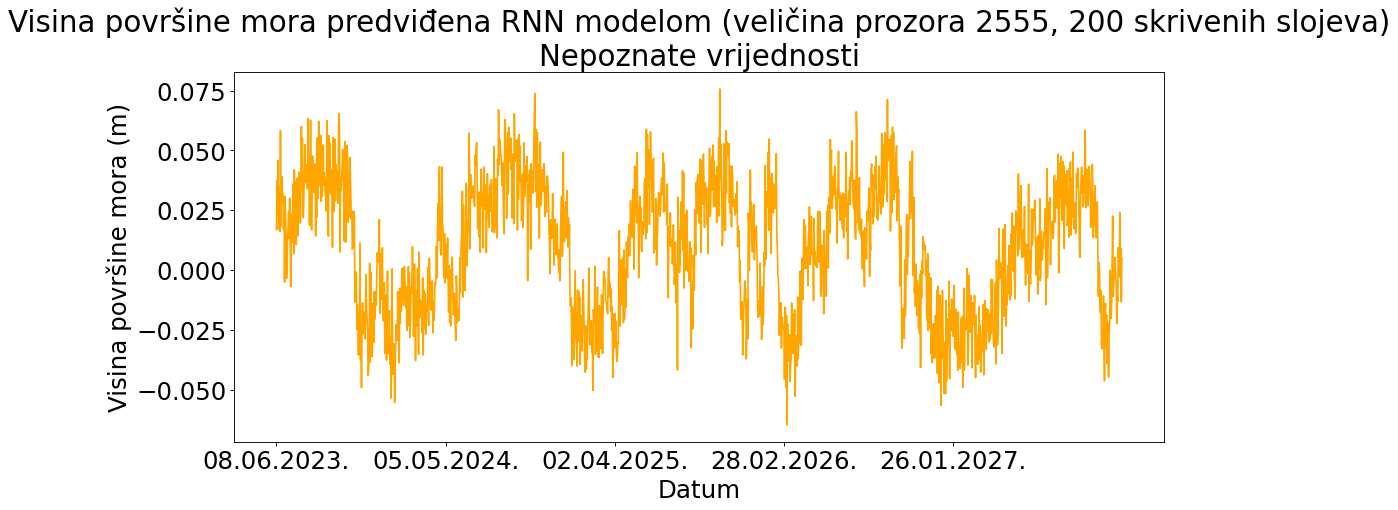 Visina površine mora predviđena RNN modelom (veličina prozora 2555, 200 skrivenih slojeva)
Nepoznate vrijednosti
Visina površine mora (m)
0.075
0.050
0.025
0.000
−0.025
−0.050
08.06.2023. 05.05.2024. 02.04.2025. 28.02.2026. 26.01.2027.
Datum